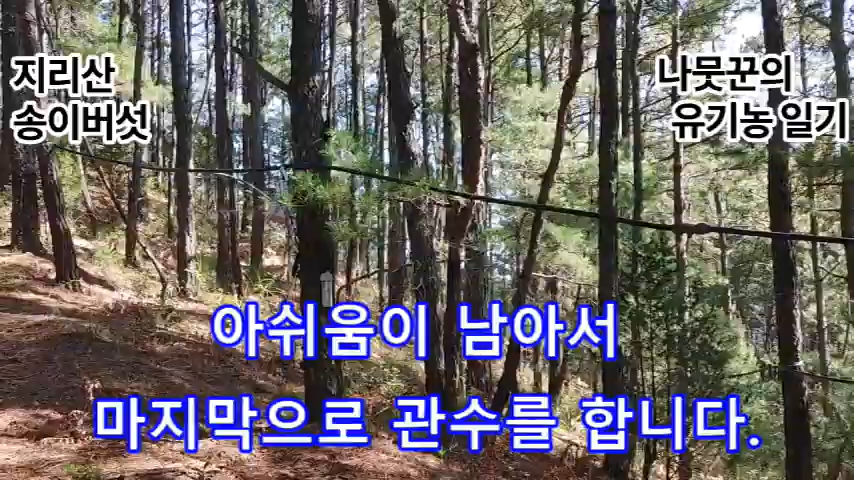 지리산
송이버섯
나뭇꾼의
유기농 일기
아쉬움이 남아서
마지막으로 관수를 합니다.